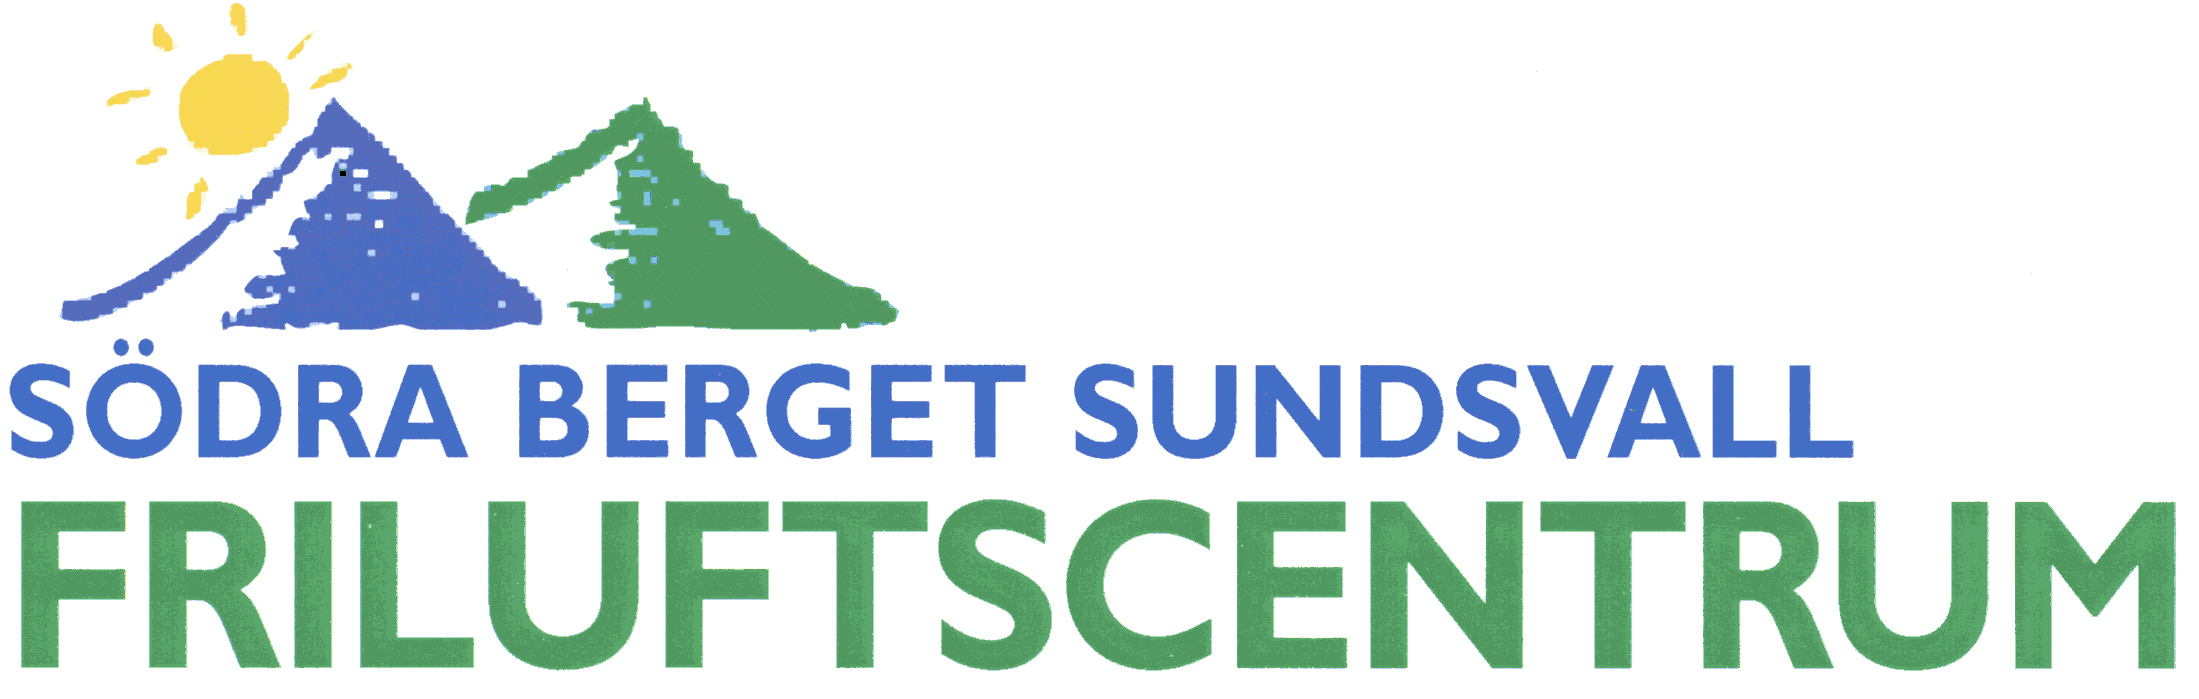 SÖDRA BERGET SUNDSVALL
FRILUFTSCENTRUM